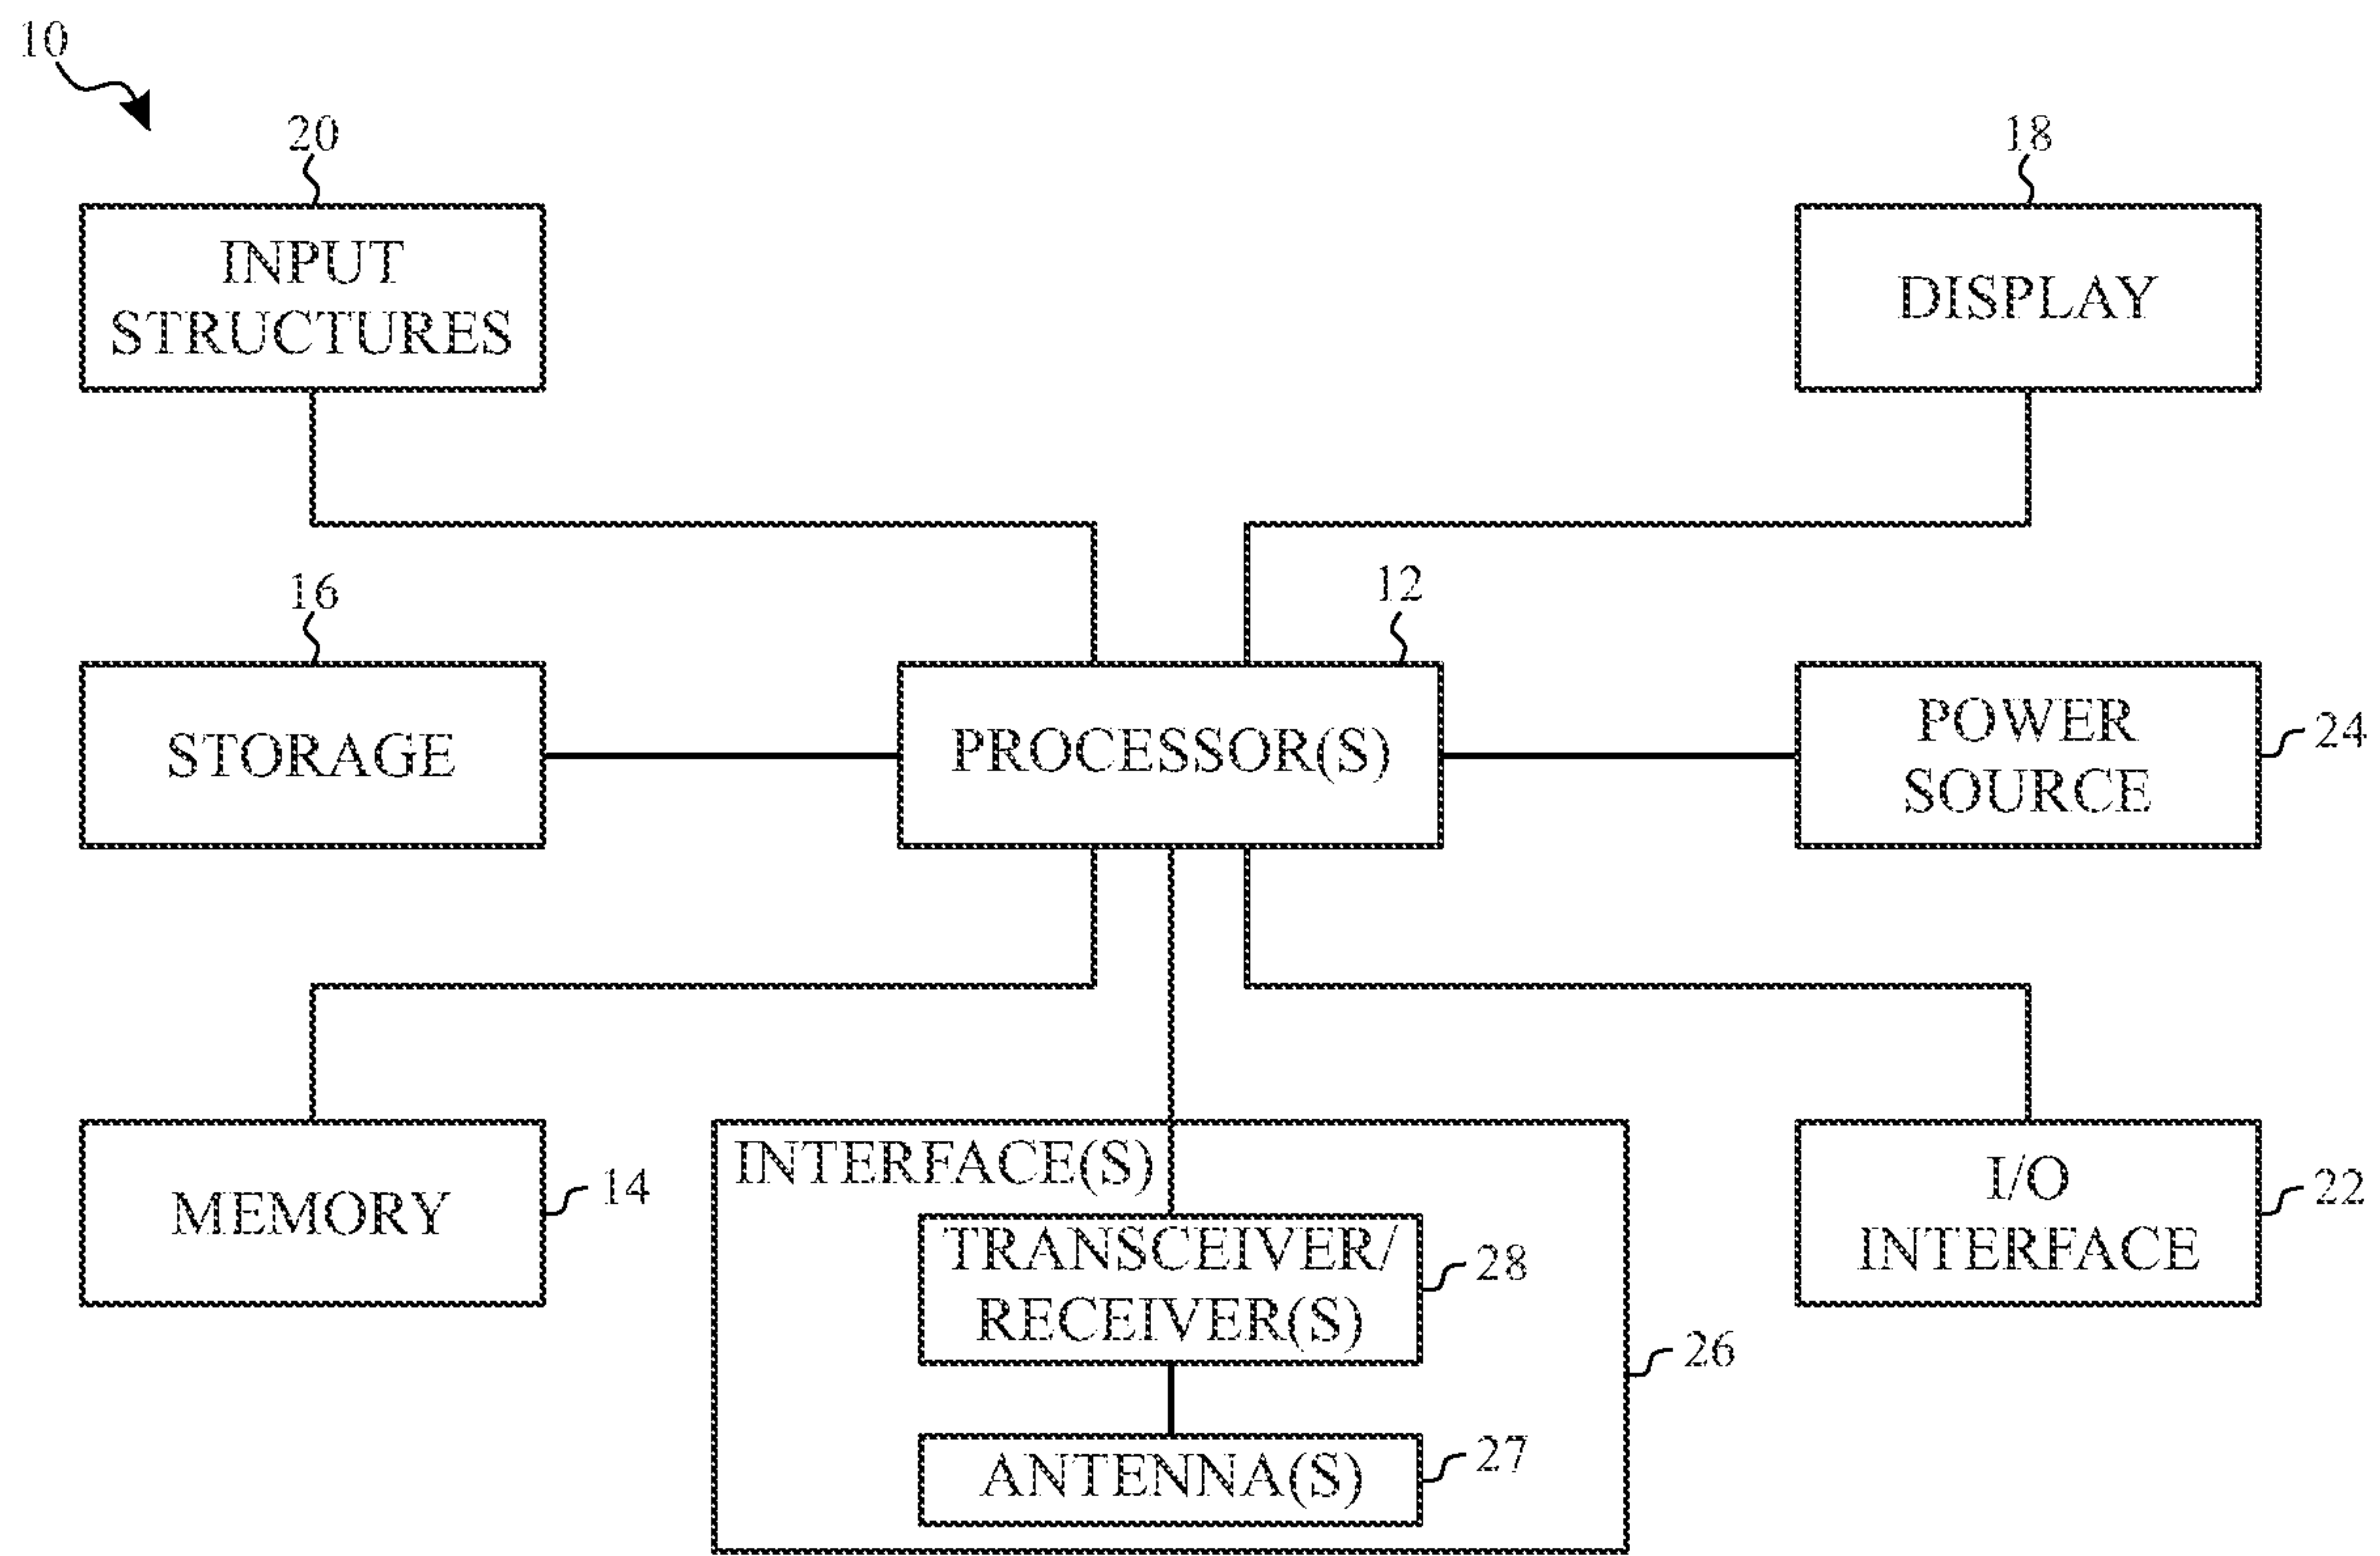 10
20
18
INPUT
STRUCTURES
DISPLAY
16
12
STORAGE
PROCESSOR(S)
POWER
SOURCE
24
MEMORY
14
INTERFACE(S)
TRANSCEIVER/
RECEIVER(S)
28
ANTENNA(S)
27
26
I/O
INTERFACE
22